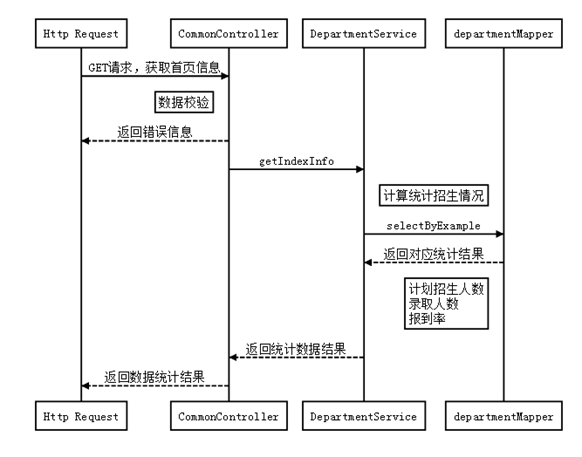 Http Request
CommonController
DepartmentService
departmentMapper
GET请求，获取首页信息
数据校验
返回错误信息
getIndexInfo
计算统计招生情况
selectByExample
返回对应统计结果
计划招生人数
录取人数
报到率
返回统计数据结果
返回数据统计结果
Http Request
CommonController
DepartmentService
departmentMapper